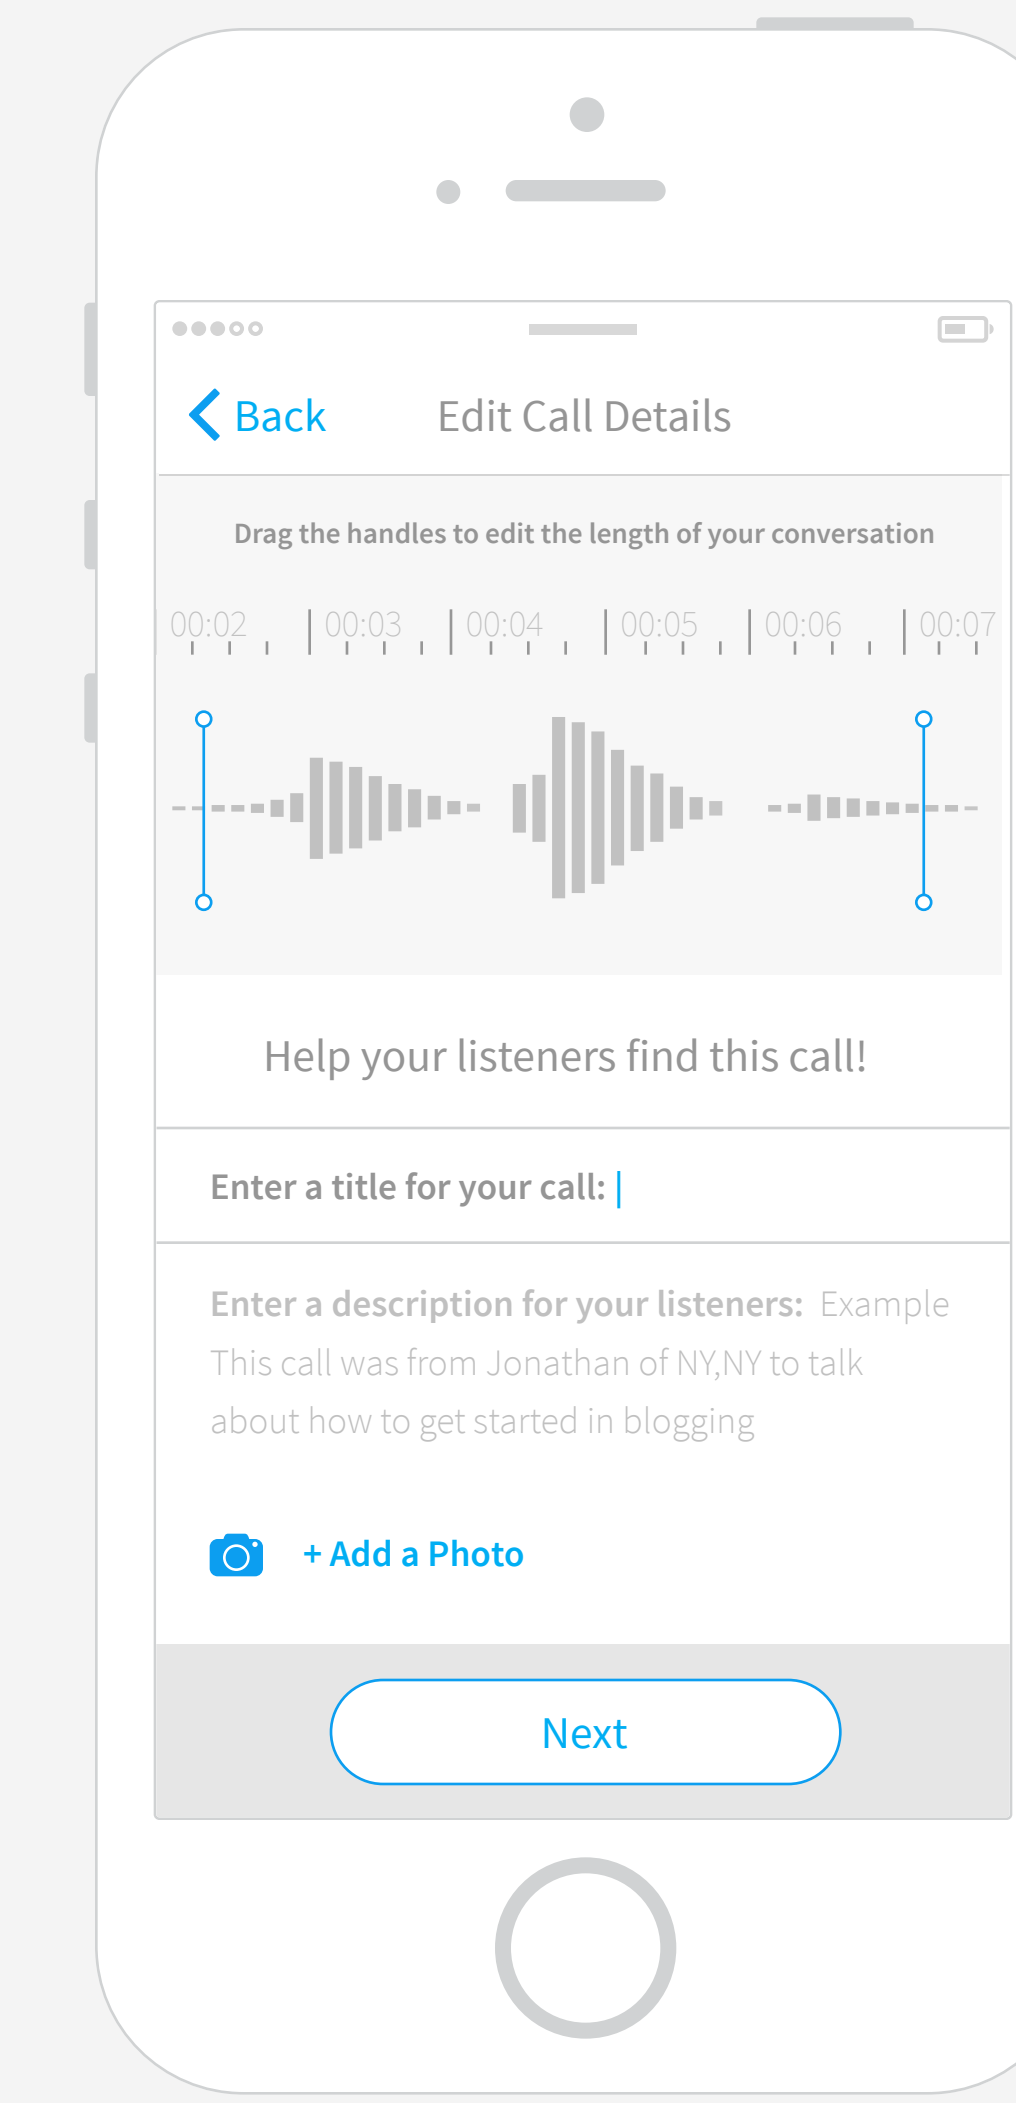 Back Edit Call Details
Drag the handles to edit the length of your conversation
00:02 00:03 00:04 00:05 00:06 00:07
Help your listeners find this call!
Enter a title for your call:
Enter a description for your listeners: Example
This call was from Jonathan of NY,NY to talk
about how to get started in blogging
+ Add a Photo
Next